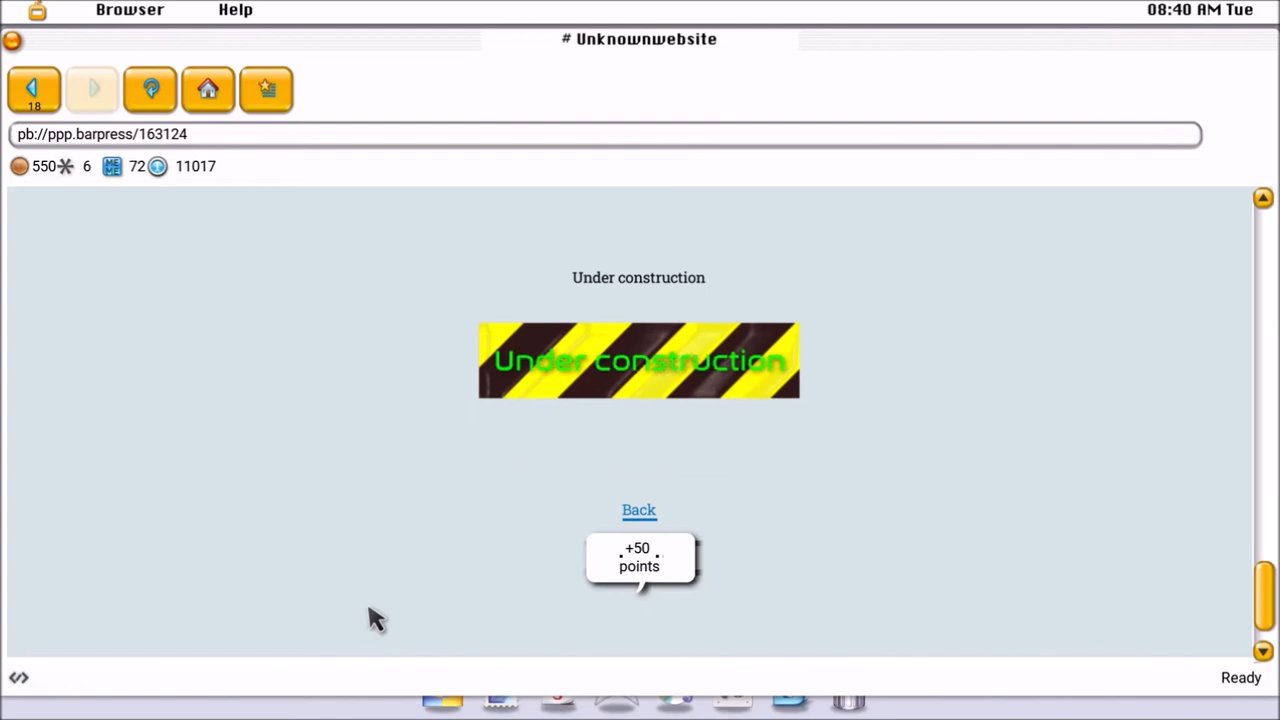 Browser Help 08:40 AM Tue
# Unknownwebsite
18
pb://ppp.barpress/163124
550 6 MEME 72 11017
Under construction
Under construction
Back
+50
points
Ready